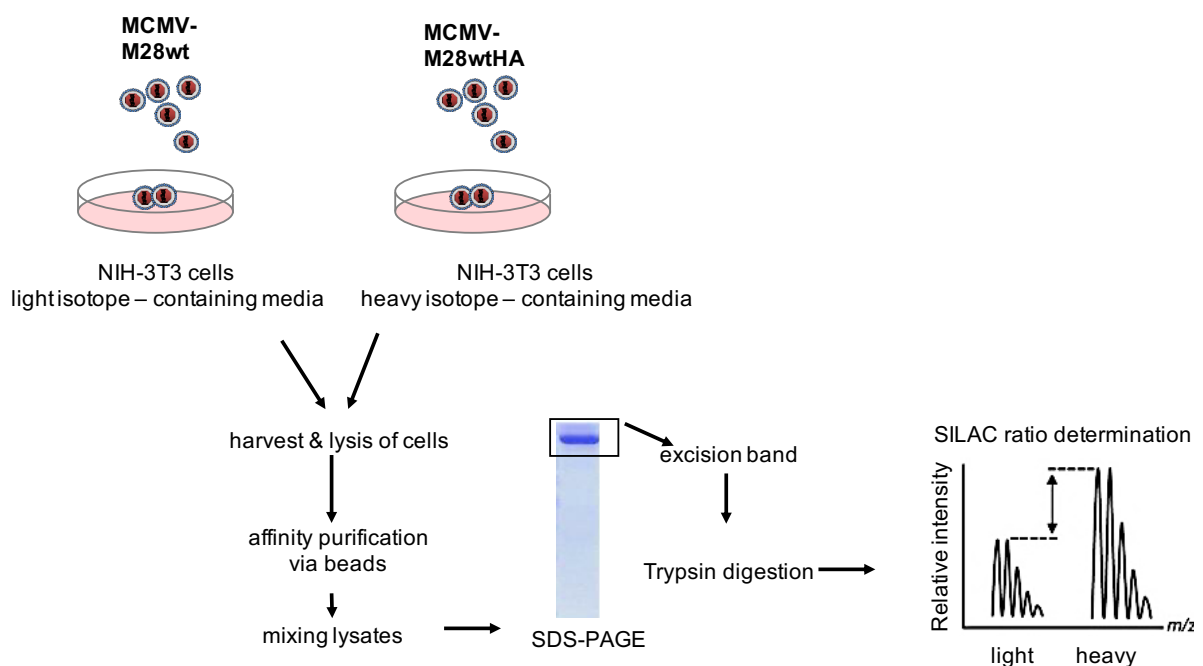 MCMV-
M28wt
MCMV-
M28wtHA
NIH-3T3 cells
light isotope – containing media
NIH-3T3 cells
heavy isotope – containing media
harvest & lysis of cells
affinity purification
via beads
mixing lysates
SDS-PAGE
excision band
Trypsin digestion
SILAC ratio determination
Relative intensity
m/z
light
heavy